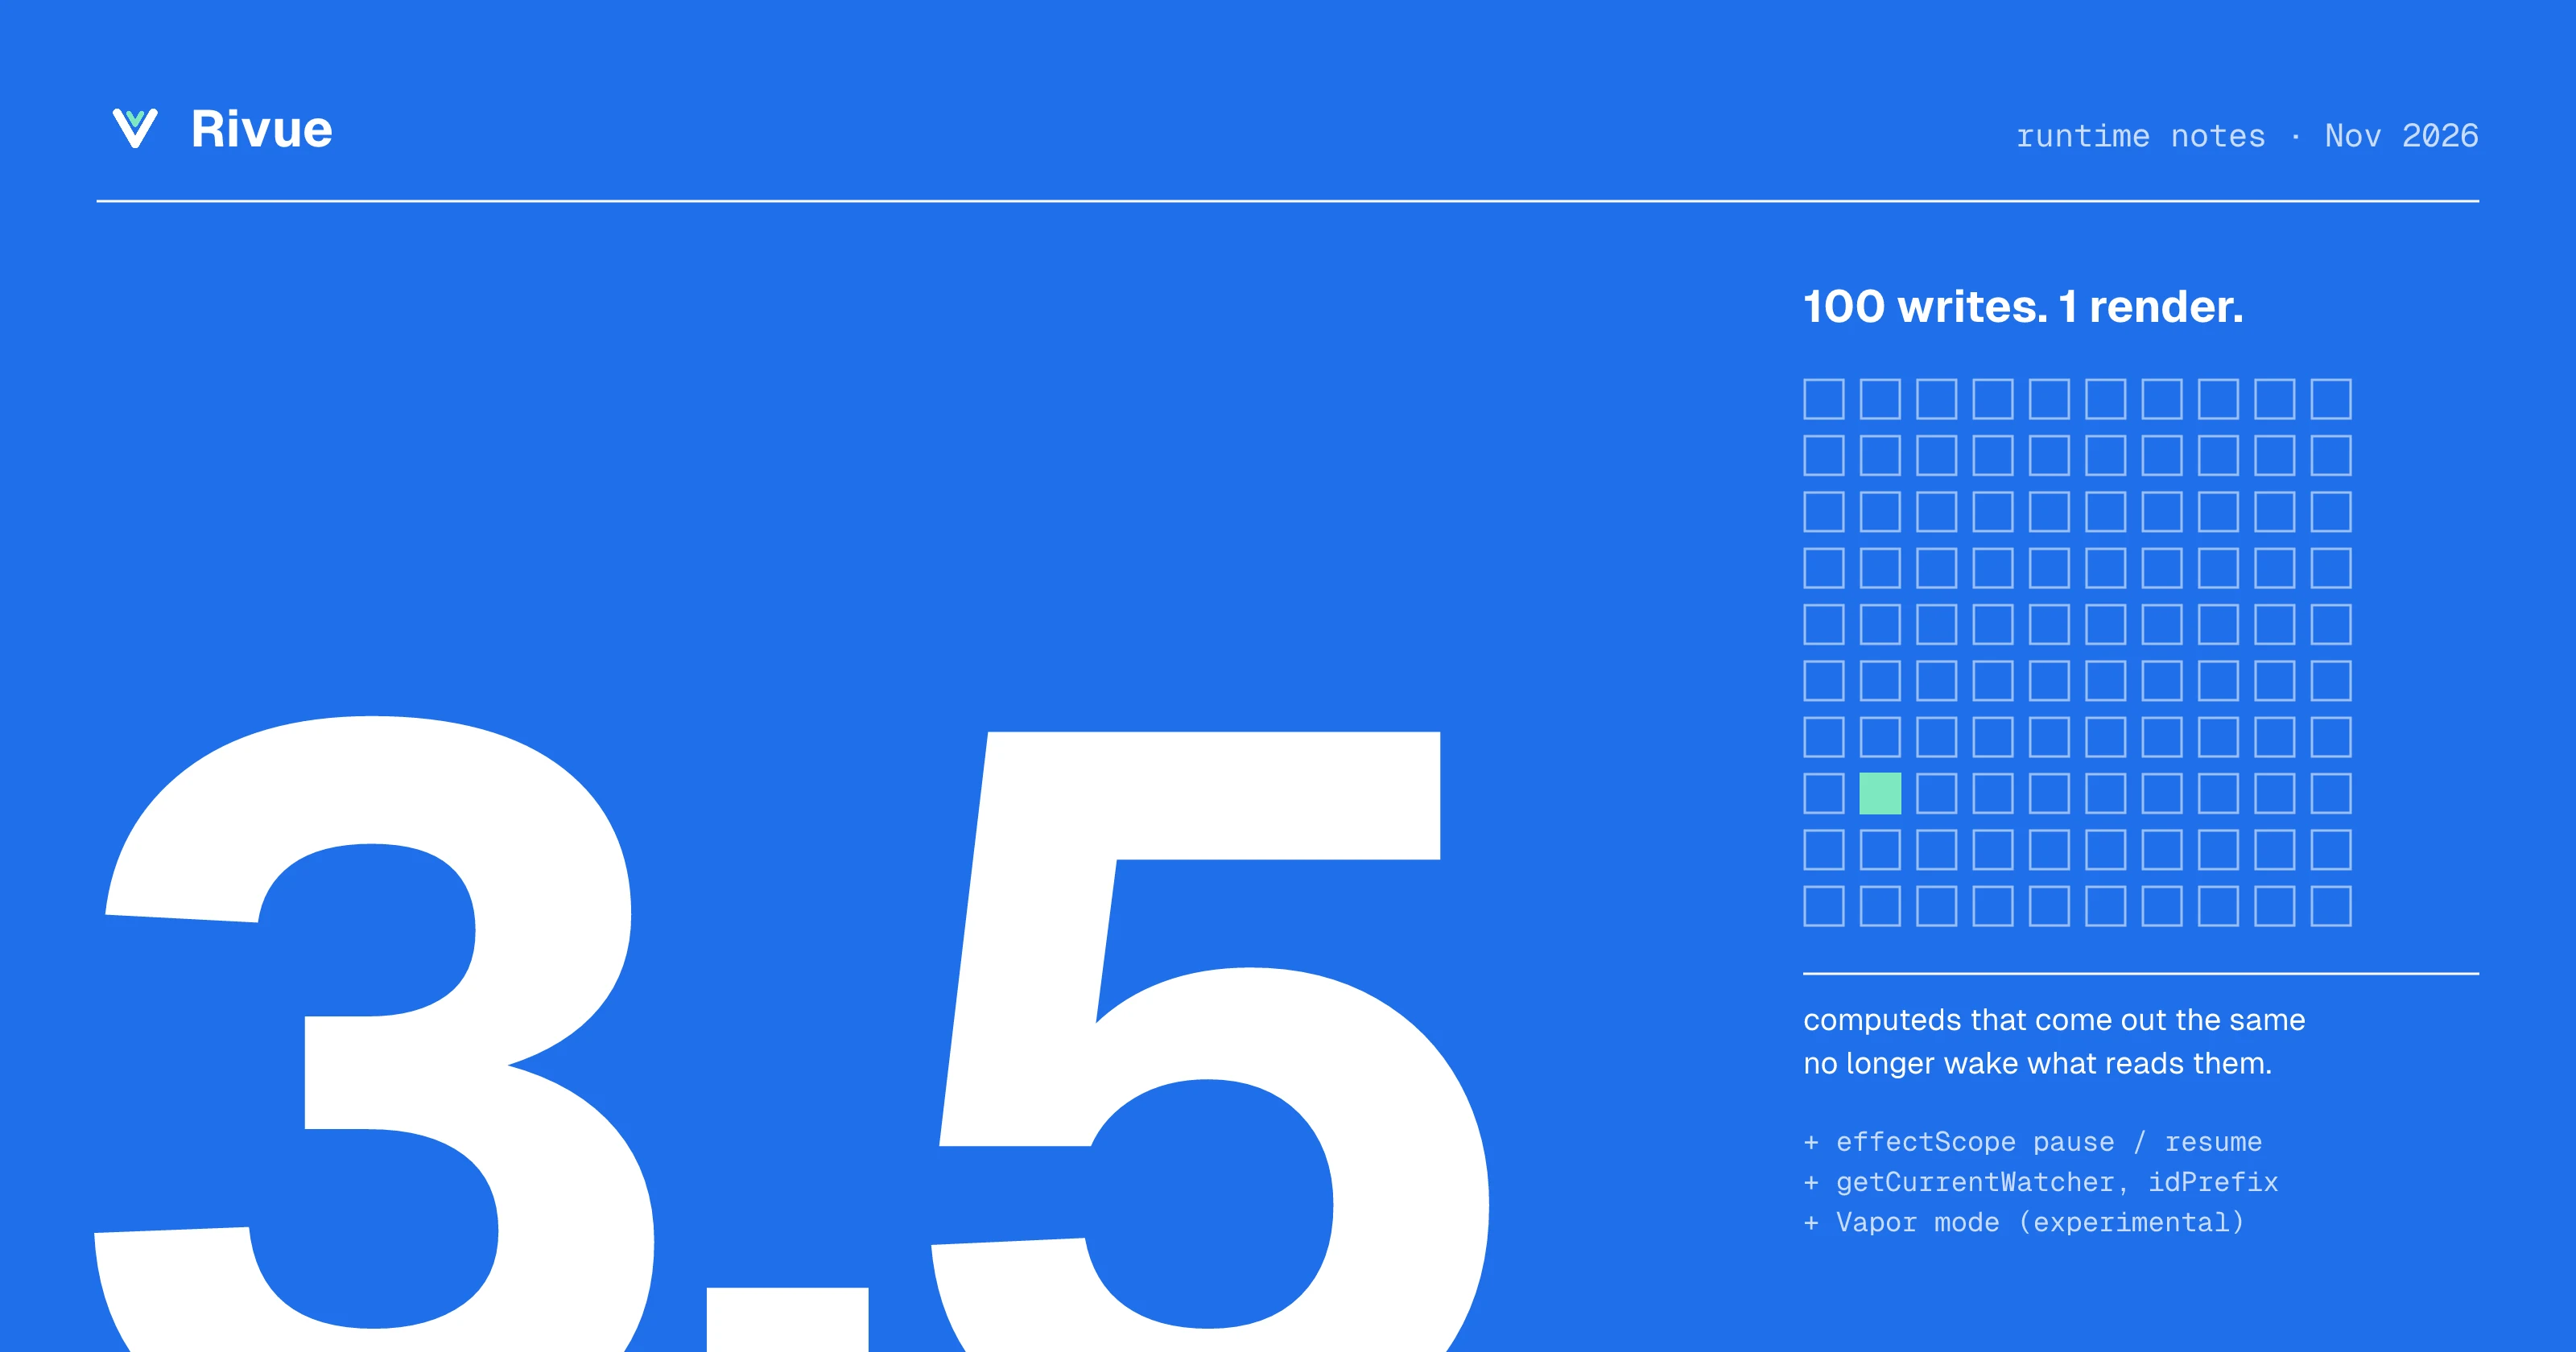 Rivue
runtime notes · Nov 2026
100 writes. 1 render.
3.5
computeds that come out the same
no longer wake what reads them.
+ effectScope pause / resume
+ getCurrentWatcher, idPrefix
+ Vapor mode (experimental)